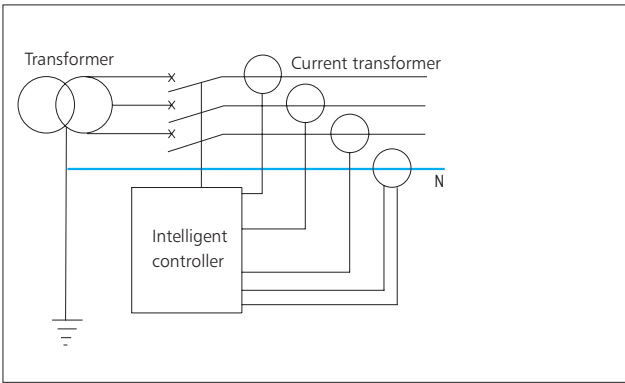 Transformer
Current transformer
N
Intelligent
controller